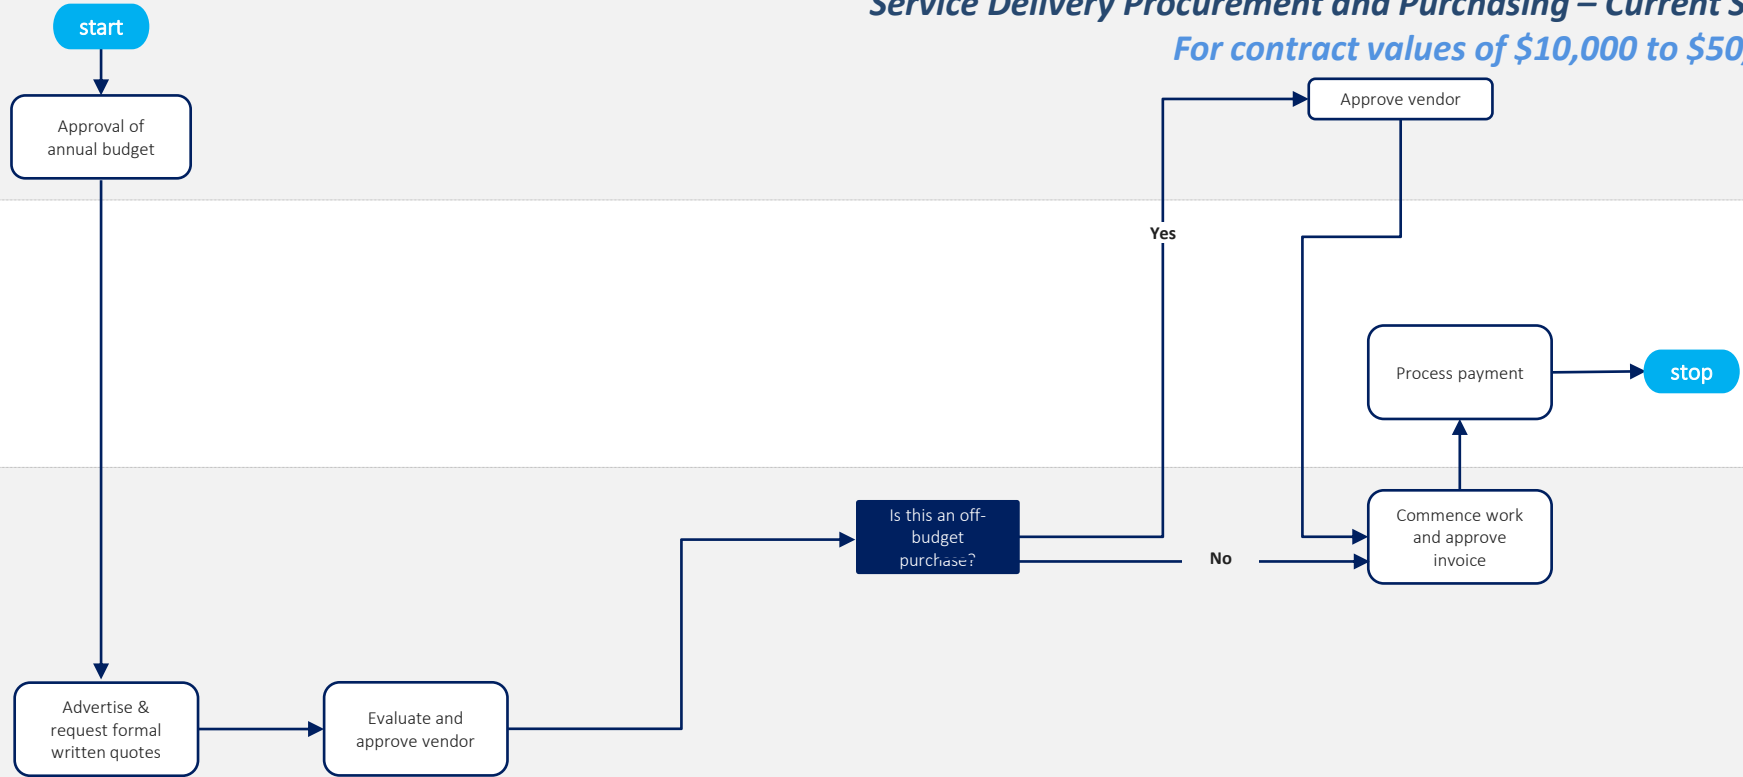 Service Delivery Procurement and Purchasing – Current S
For contract values of $10,000 to $50,
start
Approval of
annual budget
Approve vendor
Yes
Process payment
stop
Is this an off-
budget
purchase?
No
Commence work
and approve
invoice
Advertise &
request formal
written quotes
Evaluate and
approve vendor